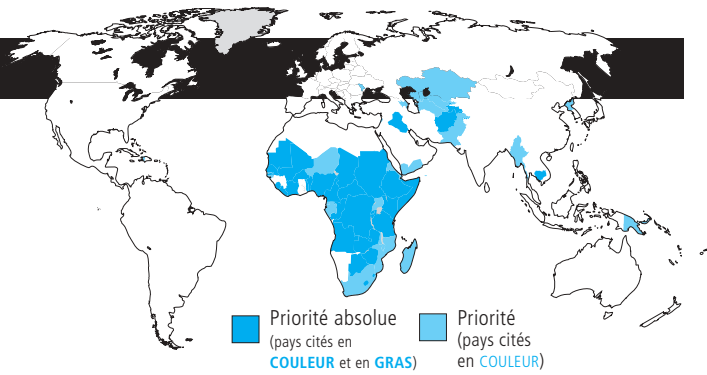 Priorité absolue
(pays cités en
COULEUR et en GRAS)
Priorité
(pays cités
en COULEUR)